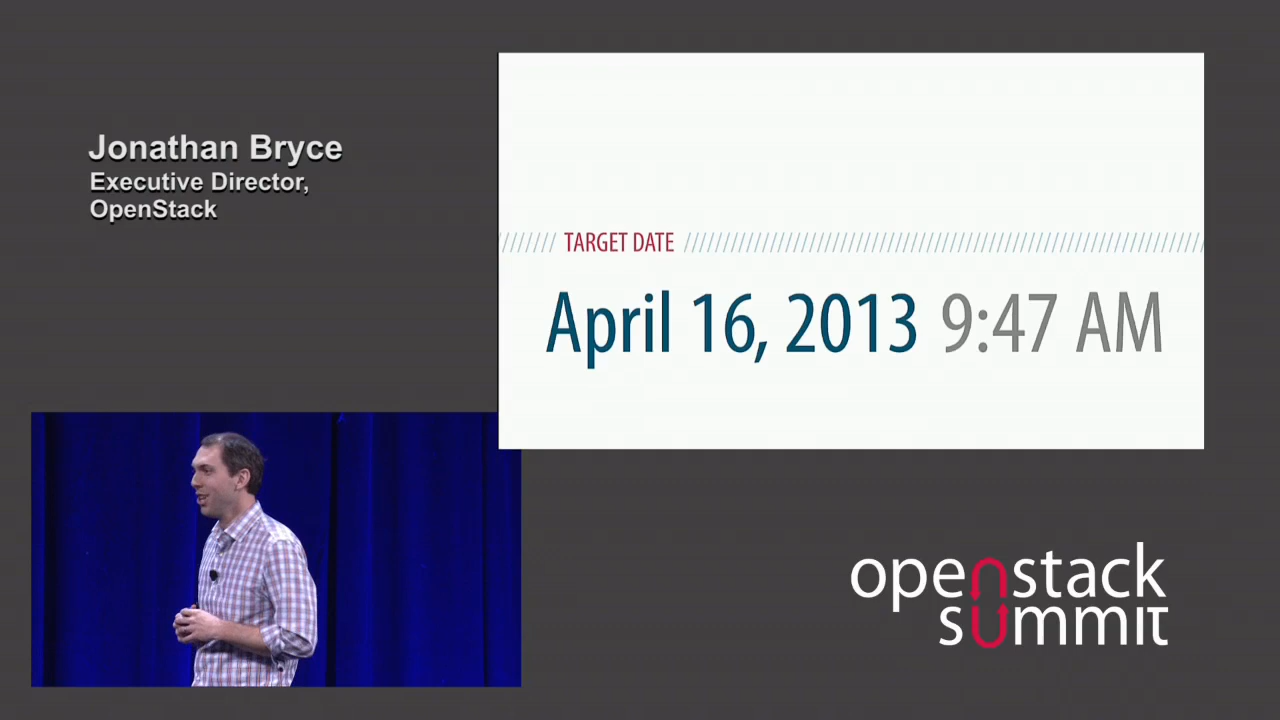 Jonathan Bryce
Executive Director,
OpenStack
TARGET DATE
April 16, 2013 9:47 AM
openstack
summit